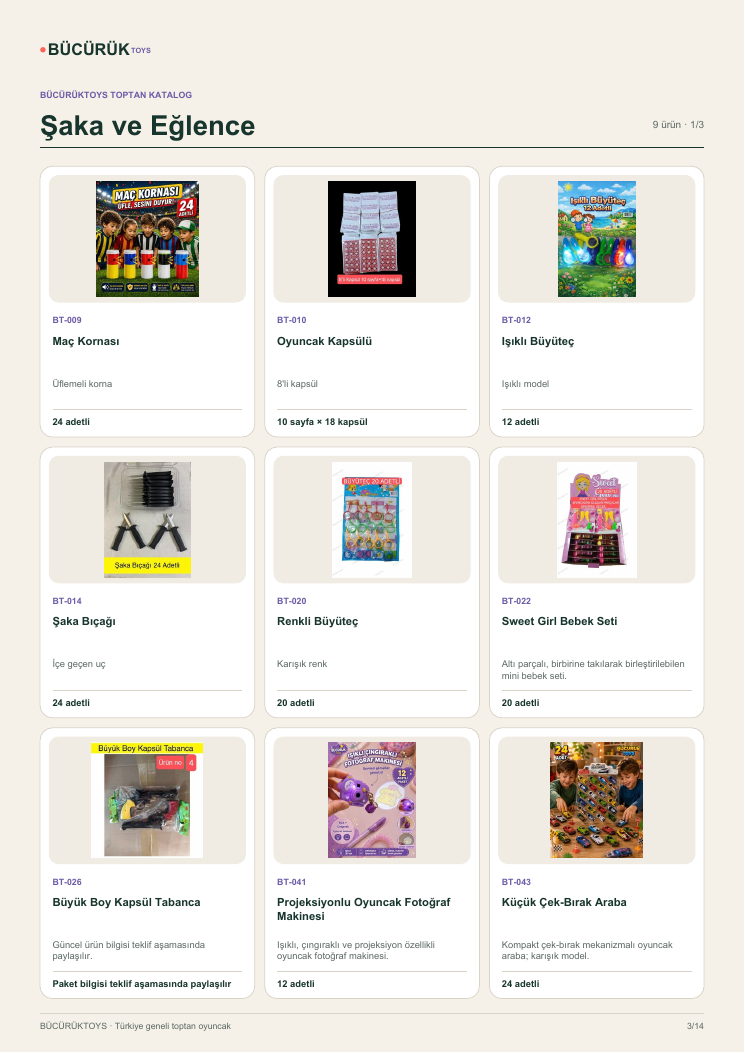 BÜCÜRÜK TOYS
BÜCÜRÜKTOYS TOPTAN KATALOG
Şaka ve Eğlence
9 ürün · 1/3
MAÇ KORNASI
ÜFLE, SESİNİ DUYUR!
24
ADETLİ
BT-009
Maç Kornası
Üflemeli korna
24 adetli
8'li Kapsül 10 sayfa×18 kapsül
BT-010
Oyuncak Kapsülü
8'li kapsül
10 sayfa × 18 kapsül
Işıklı Büyüteç
12 Adetli
BT-012
Işıklı Büyüteç
Işıklı model
12 adetli
Şaka Bıçağı 24 Adetli
BT-014
Şaka Bıçağı
İçe geçen uç
24 adetli
BÜYÜTEÇ 20 ADETLİ
BT-020
Renkli Büyüteç
Karışık renk
20 adetli
Sweet
BT-022
Sweet Girl Bebek Seti
Altı parçalı, birbirine takılarak birleştirilebilen
mini bebek seti.
20 adetli
Büyük Boy Kapsül Tabanca
Ürün no 4
BT-026
Büyük Boy Kapsül Tabanca
Güncel ürün bilgisi teklif aşamasında
paylaşılır.
Paket bilgisi teklif aşamasında paylaşılır
IŞIKLI ÇINGIRAKLI
FOTOĞRAF MAKİNESİ
12
BT-041
Projeksiyonlu Oyuncak Fotoğraf
Makinesi
Işıklı, çıngıraklı ve projeksiyon özellikli
oyuncak fotoğraf makinesi.
12 adetli
24
BÜCÜRÜK
BT-043
Küçük Çek-Bırak Araba
Kompakt çek-bırak mekanizmalı oyuncak
araba; karışık model.
24 adetli
BÜCÜRÜKTOYS · Türkiye geneli toptan oyuncak
3/14